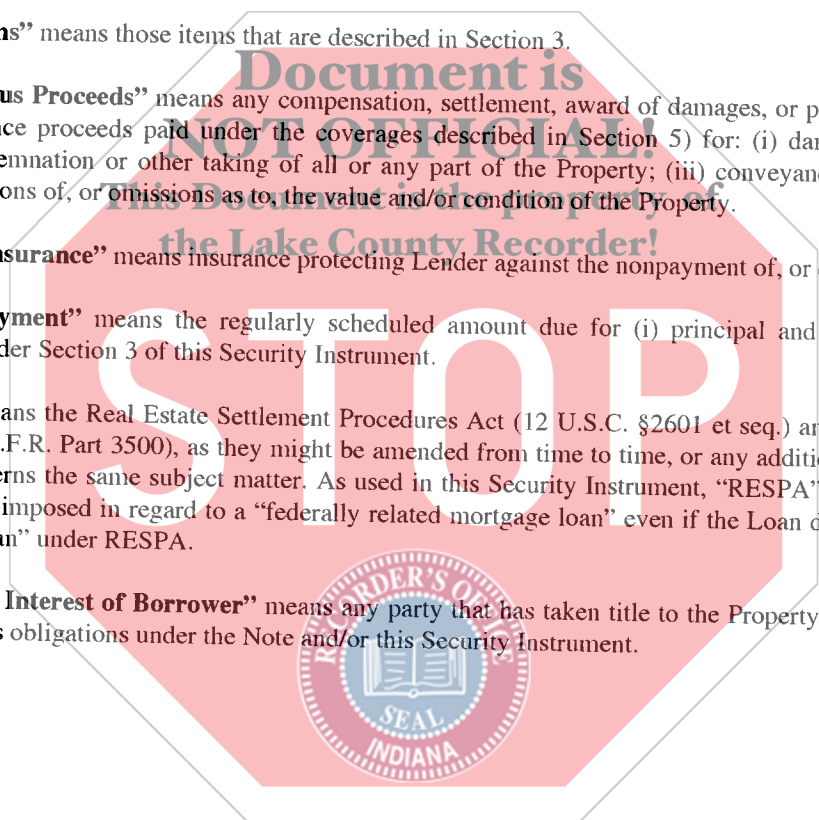 ns” means those items that are described in Section 3.
Document is
us Proceeds” means any compensation, settlement, award of damages, or p
NOT OFFICIAL!
ce proceeds paid under the coverages described in Section 5) for: (i) dar
emnation or other taking of all or any part of the Property; (iii) conveyanc
This Document is the property of
ons of, or omissions as to, the value and/or condition of the Property.
the Lake County Recorder!
nsurance” means insurance protecting Lender against the nonpayment of, or
STOP
yment” means the regularly scheduled amount due for (i) principal and
der Section 3 of this Security Instrument.
ans the Real Estate Settlement Procedures Act (12 U.S.C. §2601 et seq.) an
.F.R. Part 3500), as they might be amended from time to time, or any additi
erns the same subject matter. As used in this Security Instrument, “RESPA”
imposed in regard to a “federally related mortgage loan” even if the Loan d
an” under RESPA.
Interest of Borrower” means any party that has taken title to the Property
s obligations under the Note and/or this Security Instrument.
RECORDER'S OFFICE
SEAL
INDIANA